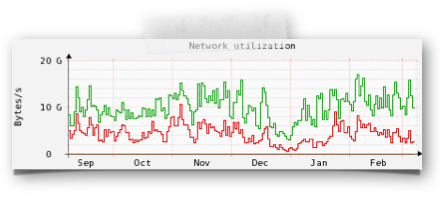 Network utilization
20 G
10 G
0
Bytes/s
Sep Oct Nov Dec Jan Feb